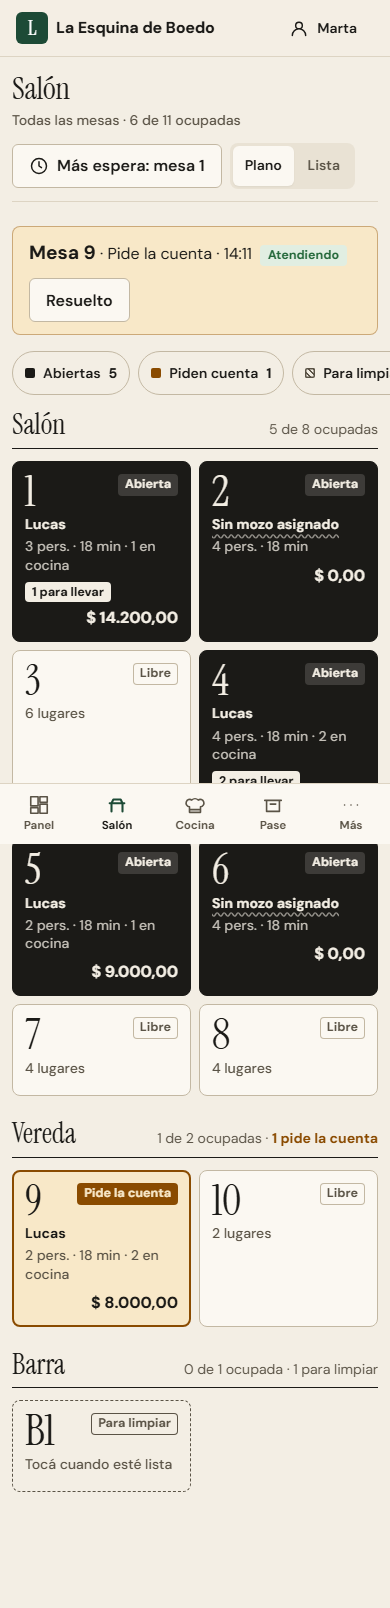 L La Esquina de Boedo Marta
Salón
Todas las mesas · 6 de 11 ocupadas
Más espera: mesa 1 Plano Lista
Mesa 9 · Pide la cuenta · 14:11 Atendiendo
Resuelto
Abiertas 5 Piden cuenta 1 Para limpi
Salón 5 de 8 ocupadas
1 Abierta
Lucas
3 pers. · 18 min · 1 en
cocina
1 para llevar
$ 14.200,00
2 Abierta
Sin mozo asignado
4 pers. · 18 min
$ 0,00
3 Libre
6 lugares
4 Abierta
Lucas
4 pers. · 18 min · 2 en
cocina
2 para llevar
Panel Salón Cocina Pase Más
5 Abierta
Lucas
2 pers. · 18 min · 1 en
cocina
$ 9.000,00
6 Abierta
Sin mozo asignado
4 pers. · 18 min
$ 0,00
7 Libre
4 lugares
8 Libre
4 lugares
Vereda 1 de 2 ocupadas · 1 pide la cuenta
9 Pide la cuenta
Lucas
2 pers. · 18 min · 2 en
cocina
$ 8.000,00
10 Libre
2 lugares
Barra 0 de 1 ocupada · 1 para limpiar
B1 Para limpiar
Tocá cuando esté lista